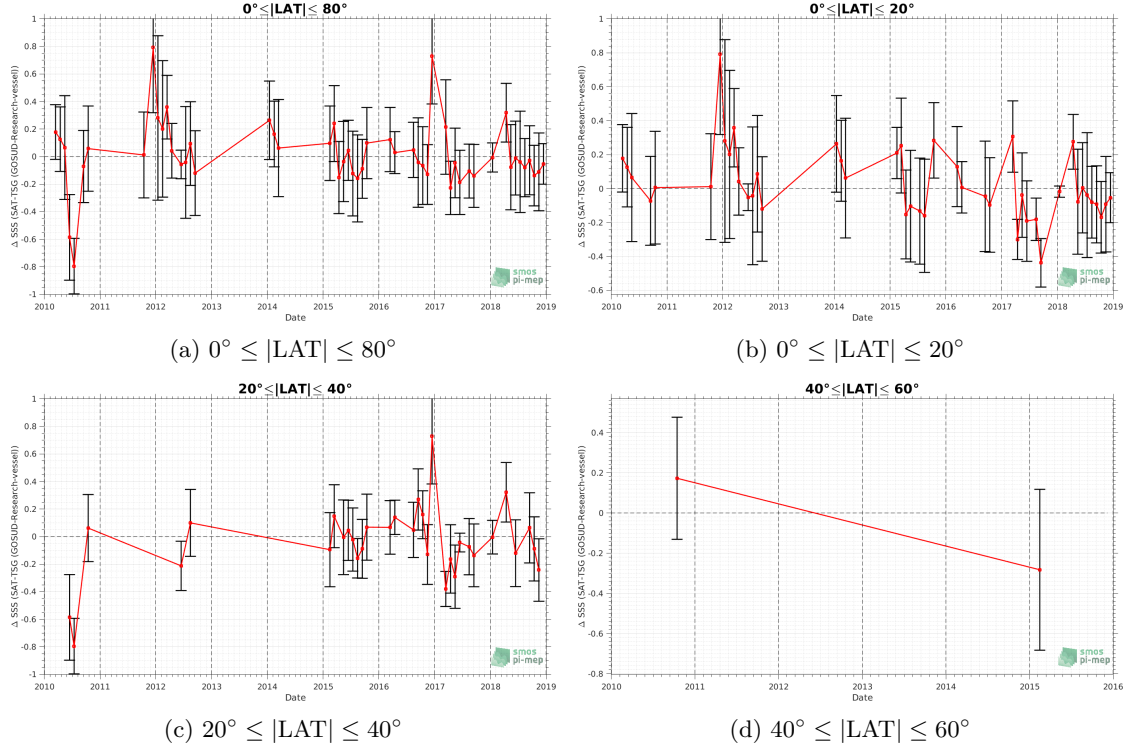 0°≤|LAT|≤ 80°
Δ SSS (SAT-TSG (GOSUD-Research-vessel))
1
0.8
0.6
0.4
0.2
0
-0.2
-0.4
-0.6
-0.8
-1
2010 2011 2012 2013 2014 2015 2016 2017 2018 2019
Date
smos
pi-mep
(a) 0° ≤ |LAT| ≤ 80°
0°≤|LAT|≤ 20°
Δ SSS (SAT-TSG (GOSUD-Research-vessel))
1
0.8
0.6
0.4
0.2
0
-0.2
-0.4
-0.6
2010 2011 2012 2013 2014 2015 2016 2017 2018 2019
Date
smos
pi-mep
(b) 0° ≤ |LAT| ≤ 20°
20°≤|LAT|≤ 40°
Δ SSS (SAT-TSG (GOSUD-Research-vessel))
1
0.8
0.6
0.4
0.2
0
-0.2
-0.4
-0.6
-0.8
-1
2010 2011 2012 2013 2014 2015 2016 2017 2018 2019
Date
smos
pi-mep
(c) 20° ≤ |LAT| ≤ 40°
40°≤|LAT|≤ 60°
Δ SSS (SAT-TSG (GOSUD-Research-vessel))
0.4
0.2
0
-0.2
-0.4
-0.6
-0.8
2010 2011 2012 2013 2014 2015 2016
Date
smos
pi-mep
(d) 40° ≤ |LAT| ≤ 60°